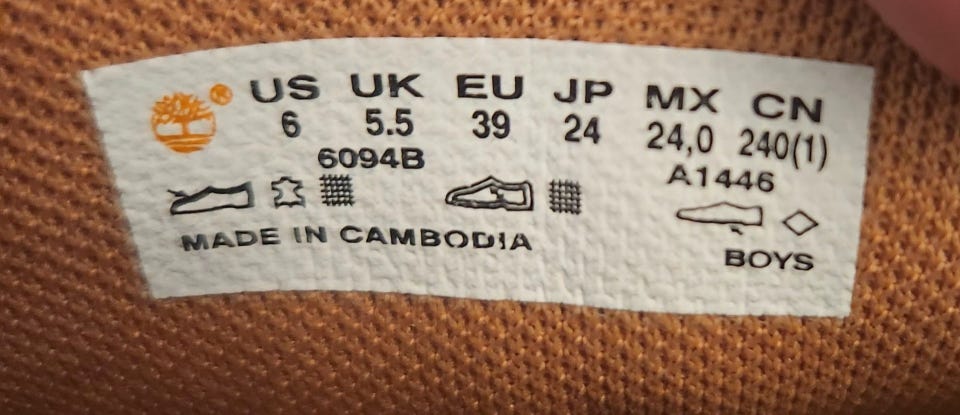 US UK EU JP MX CN
6 5.5 39 24 24,0 240(1)
6094B A1446
MADE IN CAMBODIA
BOYS